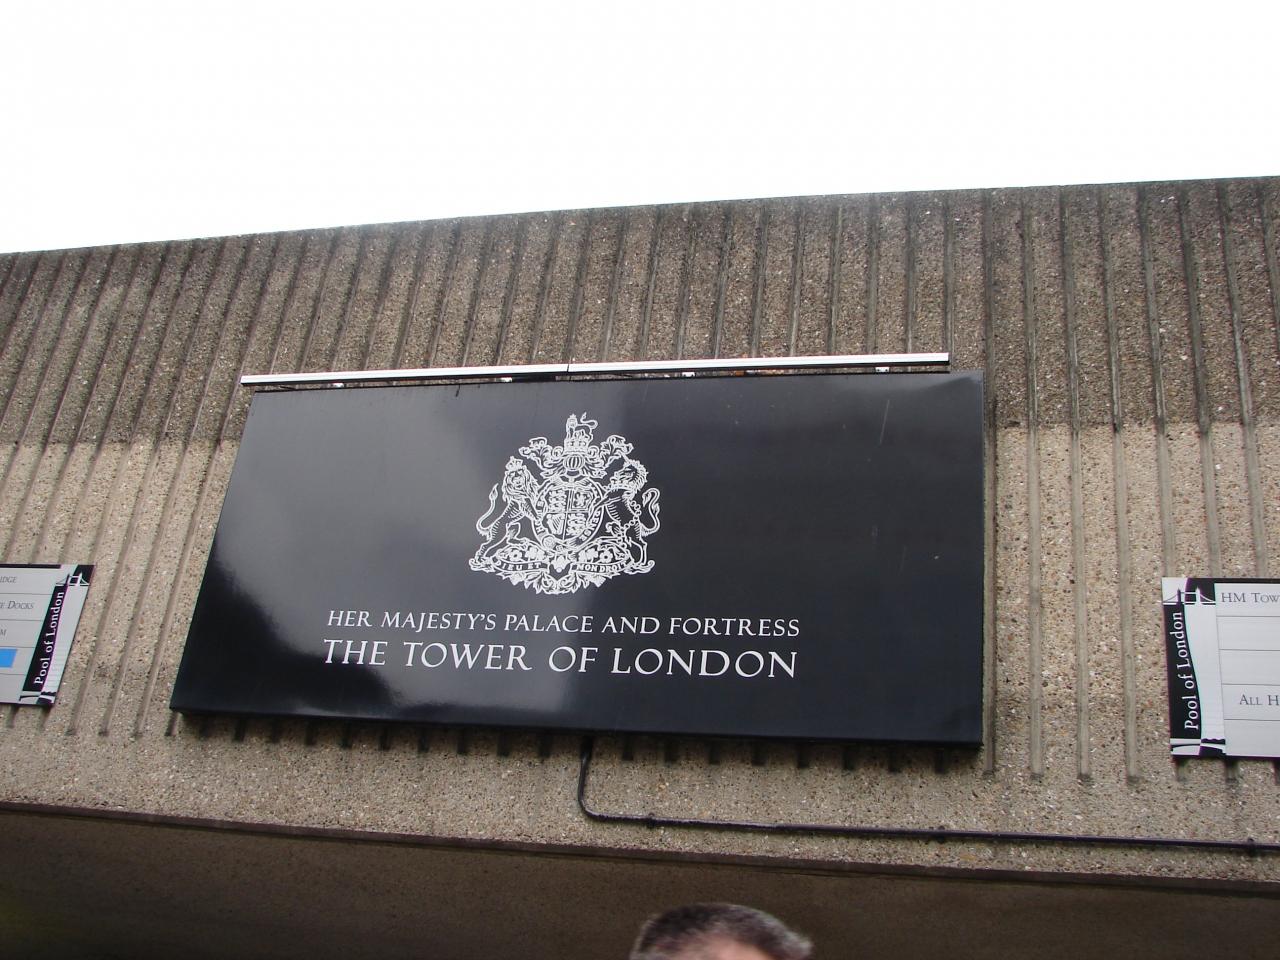 DIEU ET MON DROIT
HER MAJESTY'S PALACE AND FORTRESS
THE TOWER OF LONDON
DOCKS
Pool of London
Pool of London
HM
ALL